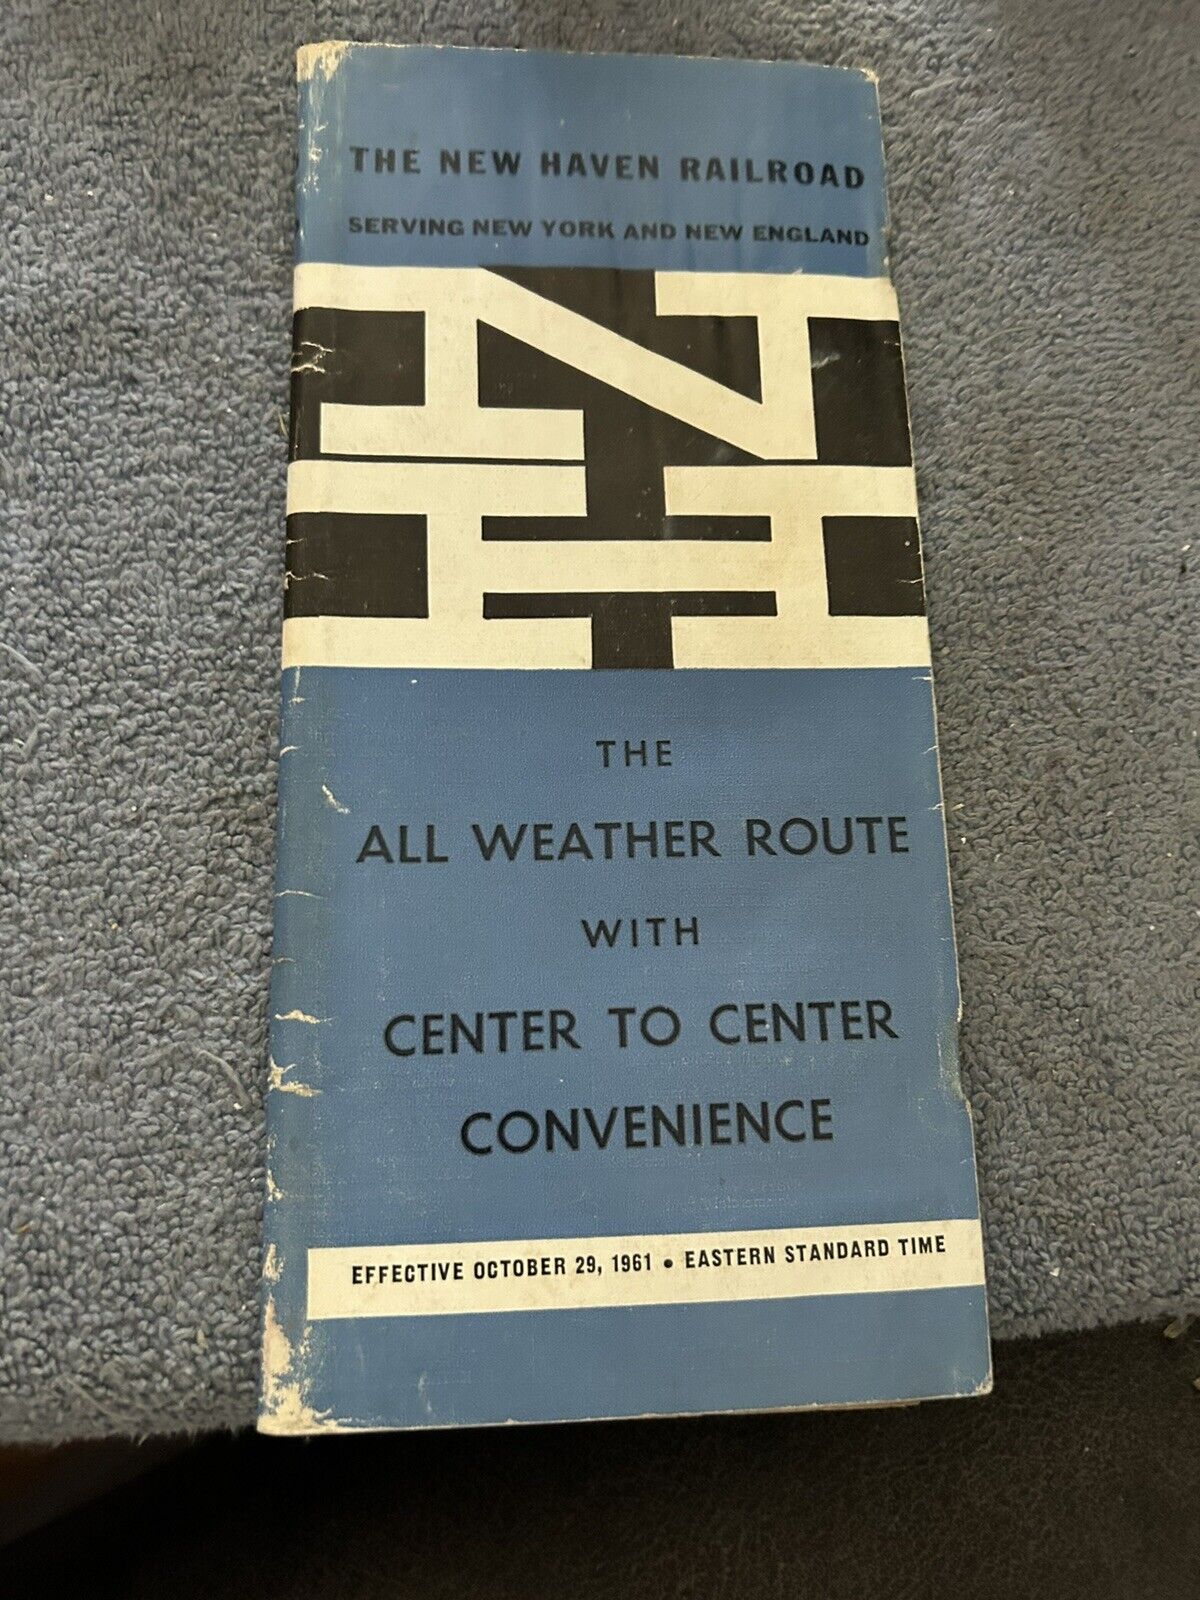 THE NEW HAVEN RAILROAD
SERVING NEW YORK AND NEW ENGLAND
N
H
THE
ALL WEATHER ROUTE
WITH
CENTER TO CENTER
CONVENIENCE
EFFECTIVE OCTOBER 29, 1961 • EASTERN STANDARD TIME